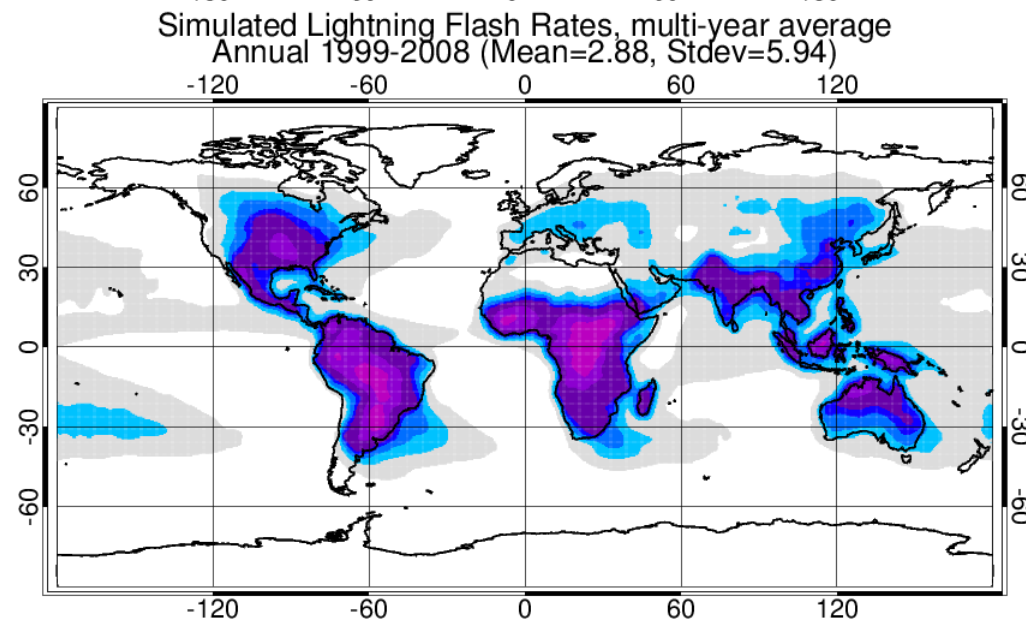 Simulated Lightning Flash Rates, multi-year average
Annual 1999-2008 (Mean=2.88, Stdev=5.94)
-120 -60 0 60 120
60 60
30 30
0 0
-30 -30
-60 -60
-120 -60 0 60 120